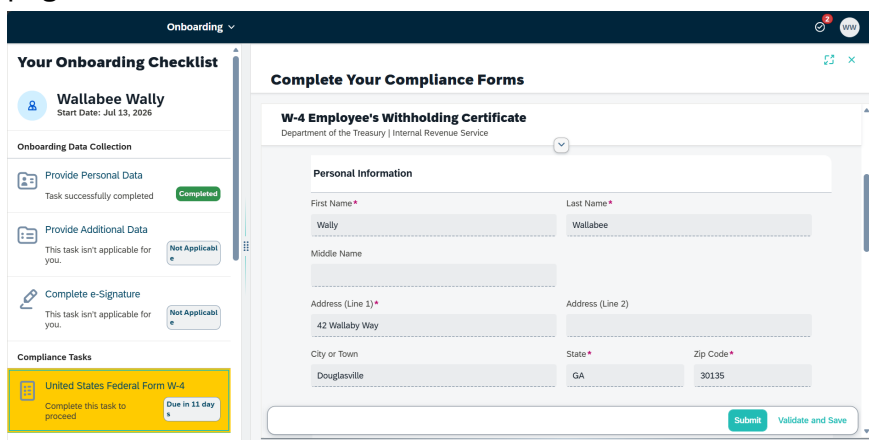 Onboarding
2
WW
Your Onboarding Checklist
Wallabee Wally
Start Date: Jul 13, 2026
Onboarding Data Collection
Provide Personal Data
Task successfully completed
Completed
Provide Additional Data
This task isn't applicable for
you.
Not Applicabl
e
Complete e-Signature
This task isn't applicable for
you.
Not Applicabl
e
Compliance Tasks
United States Federal Form W-4
Complete this task to
proceed
Due in 11 day
s
Complete Your Compliance Forms
W-4 Employee's Withholding Certificate
Department of the Treasury | Internal Revenue Service
Personal Information
First Name*
Last Name*
Wally
Wallabee
Middle Name
Address (Line 1)*
Address (Line 2)
42 Wallaby Way
City or Town
State*
Zip Code*
Douglasville
GA
30135
Submit
Validate and Save